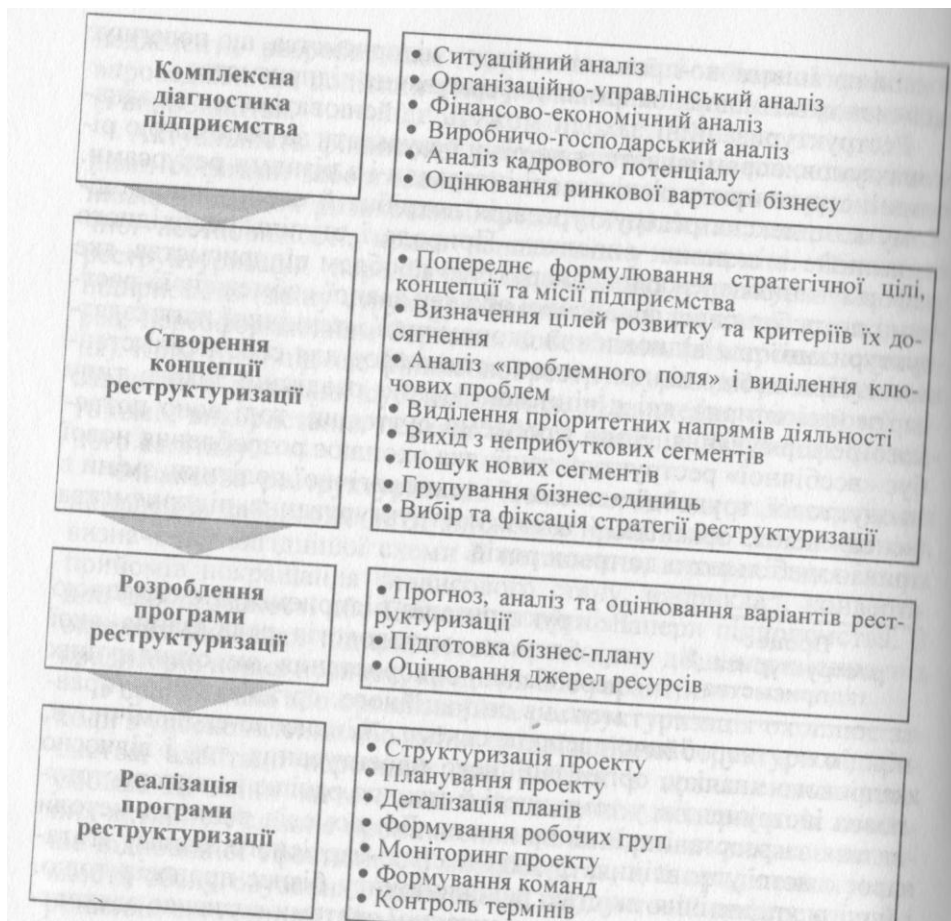 Комплексна
діагностика
підприємства
• Ситуаційний аналіз
• Організаційно-управлінський аналіз
• Фінансово-економічний аналіз
• Виробничо-господарський аналіз
• Аналіз кадрового потенціалу
• Оцінювання ринкової вартості бізнесу
Створення
концепції
реструктуризації
• Попереднє формулювання стратегічної цілі,
концепції та місії підприємства
• Визначення цілей розвитку та критеріїв їх до-
сягнення
• Аналіз «проблемного поля» і виділення клю-
чових проблем
• Виділення пріоритетних напрямів діяльності
• Вихід з неприбуткових сегментів
• Пошук нових сегментів
• Групування бізнес-одиниць
• Вибір та фіксація стратегії реструктуризації
Розроблення
програми
реструктуризації
• Прогноз, аналіз та оцінювання варіантів рест-
руктуризації
• Підготовка бізнес-плану
• Оцінювання джерел ресурсів
Реалізація
програми
реструктуризації
• Структуризація проекту
• Планування проекту
• Деталізація планів
• Формування робочих груп
• Моніторинг проекту
• Формування команд
• Контроль термінів